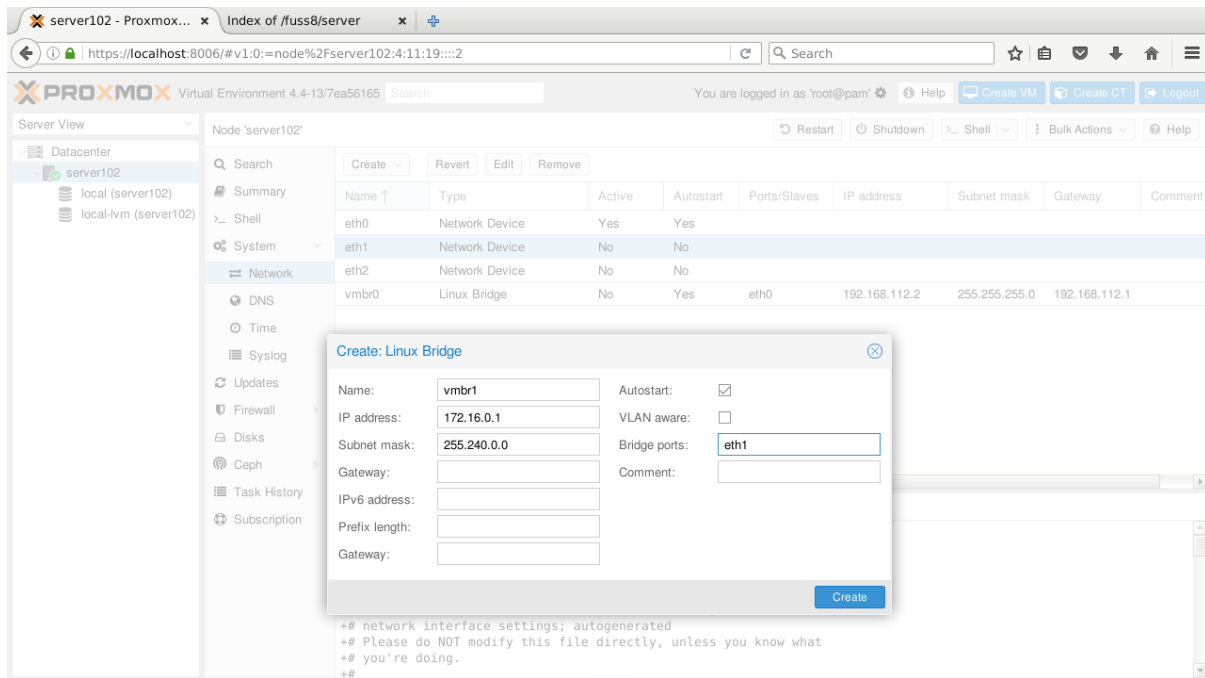 server102 - Proxmox... × Index of /fuss8/server ×
https://localhost:8006/#v1:0:=node%2Fserver102:4:11:19::::2 Search
PROXMOX Virtual Environment 4.4-13/7ea56165 Search You are logged in as 'root@pam' Help Create VM Create CT Logout
Server View Node 'server102' Restart Shutdown >_ Shell Bulk Actions Help
Datacenter
server102
local (server102)
local-lvm (server102)
Search
Summary
>_ Shell
System
Network
DNS
Time
Syslog
Updates
Firewall
Disks
Ceph
Task History
Subscription
Create Revert Edit Remove
Name ↑ Type Active Autostart Ports/Slaves IP address Subnet mask Gateway Comment
eth0 Network Device Yes Yes
eth1 Network Device No No
eth2 Network Device No No
vmbr0 Linux Bridge No Yes eth0 192.168.112.2 255.255.255.0 192.168.112.1
Create: Linux Bridge
Name: vmbr1 Autostart:
IP address: 172.16.0.1 VLAN aware:
Subnet mask: 255.240.0.0 Bridge ports: eth1
Gateway: Comment:
IPv6 address:
Prefix length:
Gateway:
Create
+# network interface settings; autogenerated
+# Please do NOT modify this file directly, unless you know what
+# you're doing.
+#